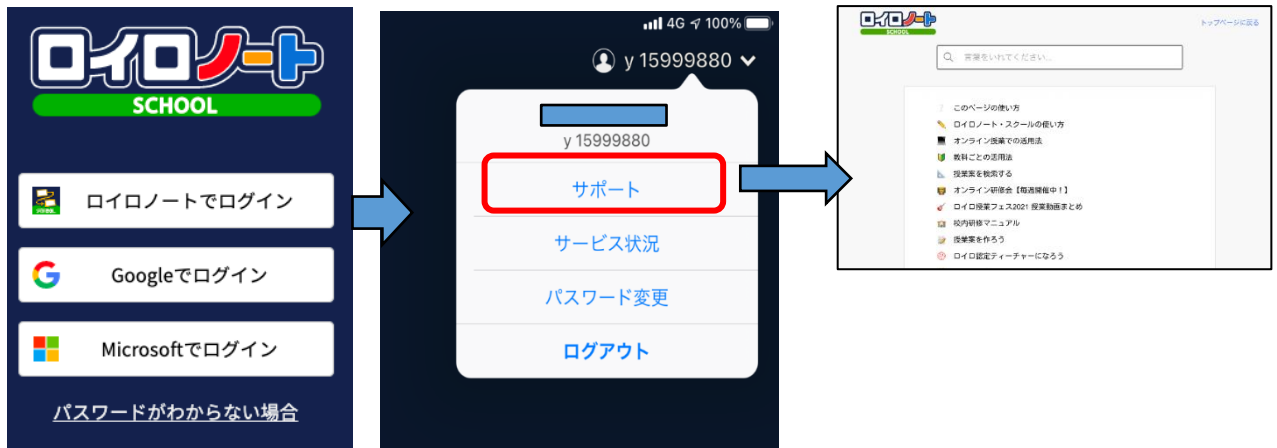 ロイロノート
SCHOOL
ロイロノートでログイン
Googleでログイン
Microsoftでログイン
パスワードがわからない場合
4G 100%
y 15999880
y 15999880
サポート
サービス状況
パスワード変更
ログアウト
ロイロノート
SCHOOL
トップページに戻る
言葉をいれてください...
このページの使い方
ロイロノート・スクールの使い方
オンライン授業での活用法
教科ごとの活用法
授業案を検索する
オンライン研修会【毎週開催中！】
ロイロ授業フェス2021 授業動画まとめ
校内研修マニュアル
授業案を作ろう
ロイロ認定ティーチャーになろう